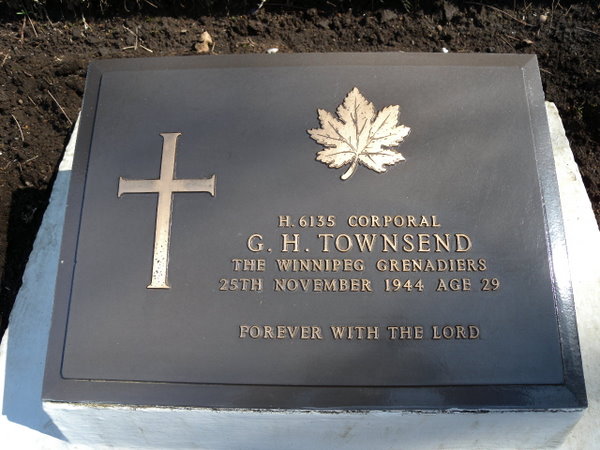 H. 6135 CORPORAL
G. H. TOWNSEND
THE WINNIPEG GRENADIERS
25TH NOVEMBER 1944 AGE 29
FOREVER WITH THE LORD